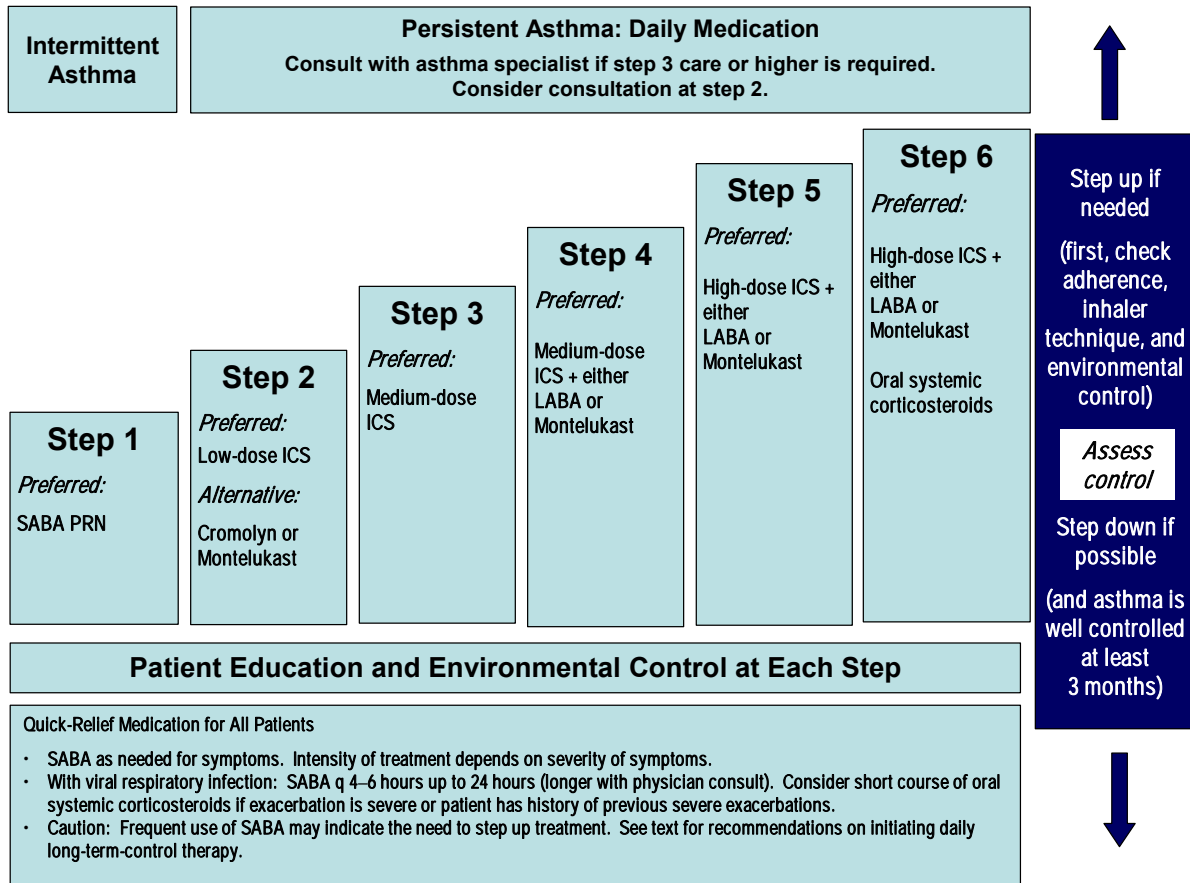 Intermittent
Asthma
Persistent Asthma: Daily Medication
Consult with asthma specialist if step 3 care or higher is required.
Consider consultation at step 2.
Step 1
Preferred:
SABA PRN
Step 2
Preferred:
Low-dose ICS
Alternative:
Cromolyn or
Montelukast
Step 3
Preferred:
Medium-dose
ICS
Step 4
Preferred:
Medium-dose
ICS + either
LABA or
Montelukast
Step 5
Preferred:
High-dose ICS +
either
LABA or
Montelukast
Step 6
Preferred:
High-dose ICS +
either
LABA or
Montelukast
Oral systemic
corticosteroids
Step up if
needed
(first, check
adherence,
inhaler
technique, and
environmental
control)
Assess
control
Step down if
possible
(and asthma is
well controlled
at least
3 months)
Patient Education and Environmental Control at Each Step
Quick-Relief Medication for All Patients
• SABA as needed for symptoms. Intensity of treatment depends on severity of symptoms.
• With viral respiratory infection: SABA q 4–6 hours up to 24 hours (longer with physician consult). Consider short course of oral
systemic corticosteroids if exacerbation is severe or patient has history of previous severe exacerbations.
• Caution: Frequent use of SABA may indicate the need to step up treatment. See text for recommendations on initiating daily
long-term-control therapy.